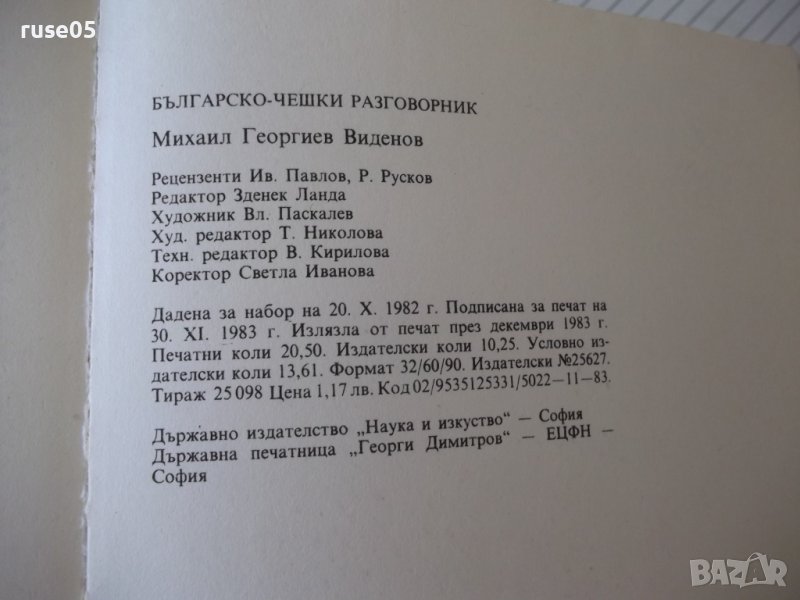 ruse05
БЪЛГАРСКО-ЧЕШКИ РАЗГОВОРНИК
Михаил Георгиев Виденов
Рецензенти Ив. Павлов, Р. Русков
Редактор Зденек Ланда
Художник Вл. Паскалев
Худ. редактор Т. Николова
Техн. редактор В. Кирилова
Коректор Светла Иванова
Дадена за набор на 20. X. 1982 г. Подписана за печат на
30. XI. 1983 г. Излязла от печат през декември 1983 г.
Печатни коли 20,50. Издателски коли 10,25. Условно из-
дателски коли 13,61. Формат 32/60/90. Издателски №25627.
Тираж 25 098 Цена 1,17 лв. Код 02/9535125331/5022—11—83.
Държавно издателство „Наука и изкуство“ — София
Държавна печатница „Георги Димитров“ — ЕЦФН —
София
BAZAR
bazar.bg